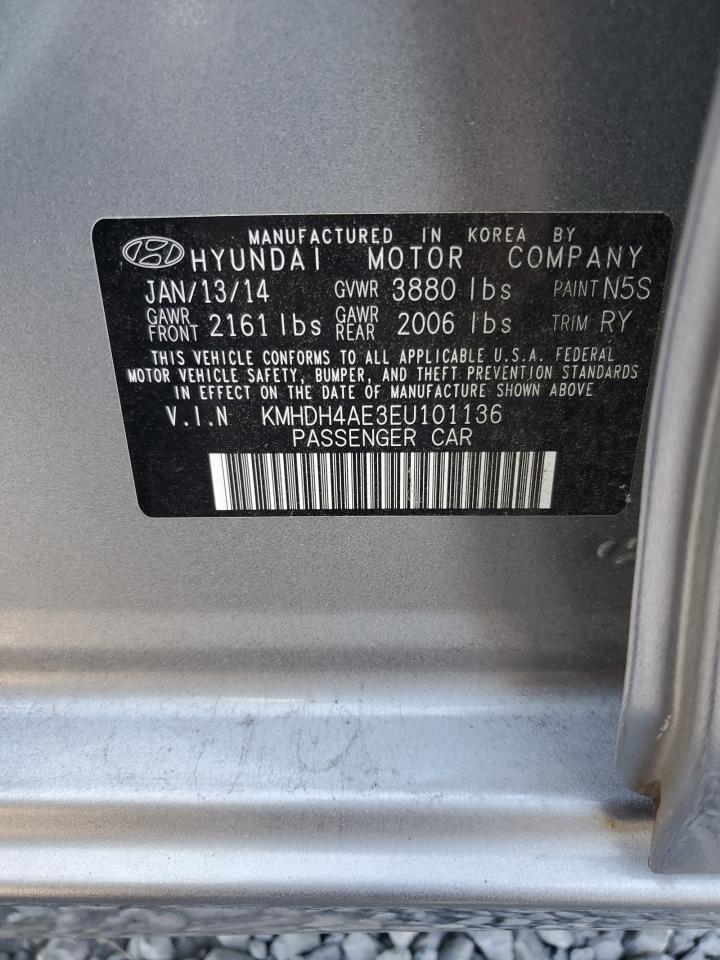 MANUFACTURED IN KOREA BY
HYUNDAI MOTOR COMPANY
JAN/13/14 GVWR 3880 lbs PAINT N5S
GAWR FRONT 2161 lbs GAWR REAR 2006 lbs TRIM RY
THIS VEHICLE CONFORMS TO ALL APPLICABLE U.S.A. FEDERAL
MOTOR VEHICLE SAFETY, BUMPER, AND THEFT PREVENTION STANDARDS
IN EFFECT ON THE DATE OF MANUFACTURE SHOWN ABOVE
V.I.N KMHDH4AE3EU101136
PASSENGER CAR